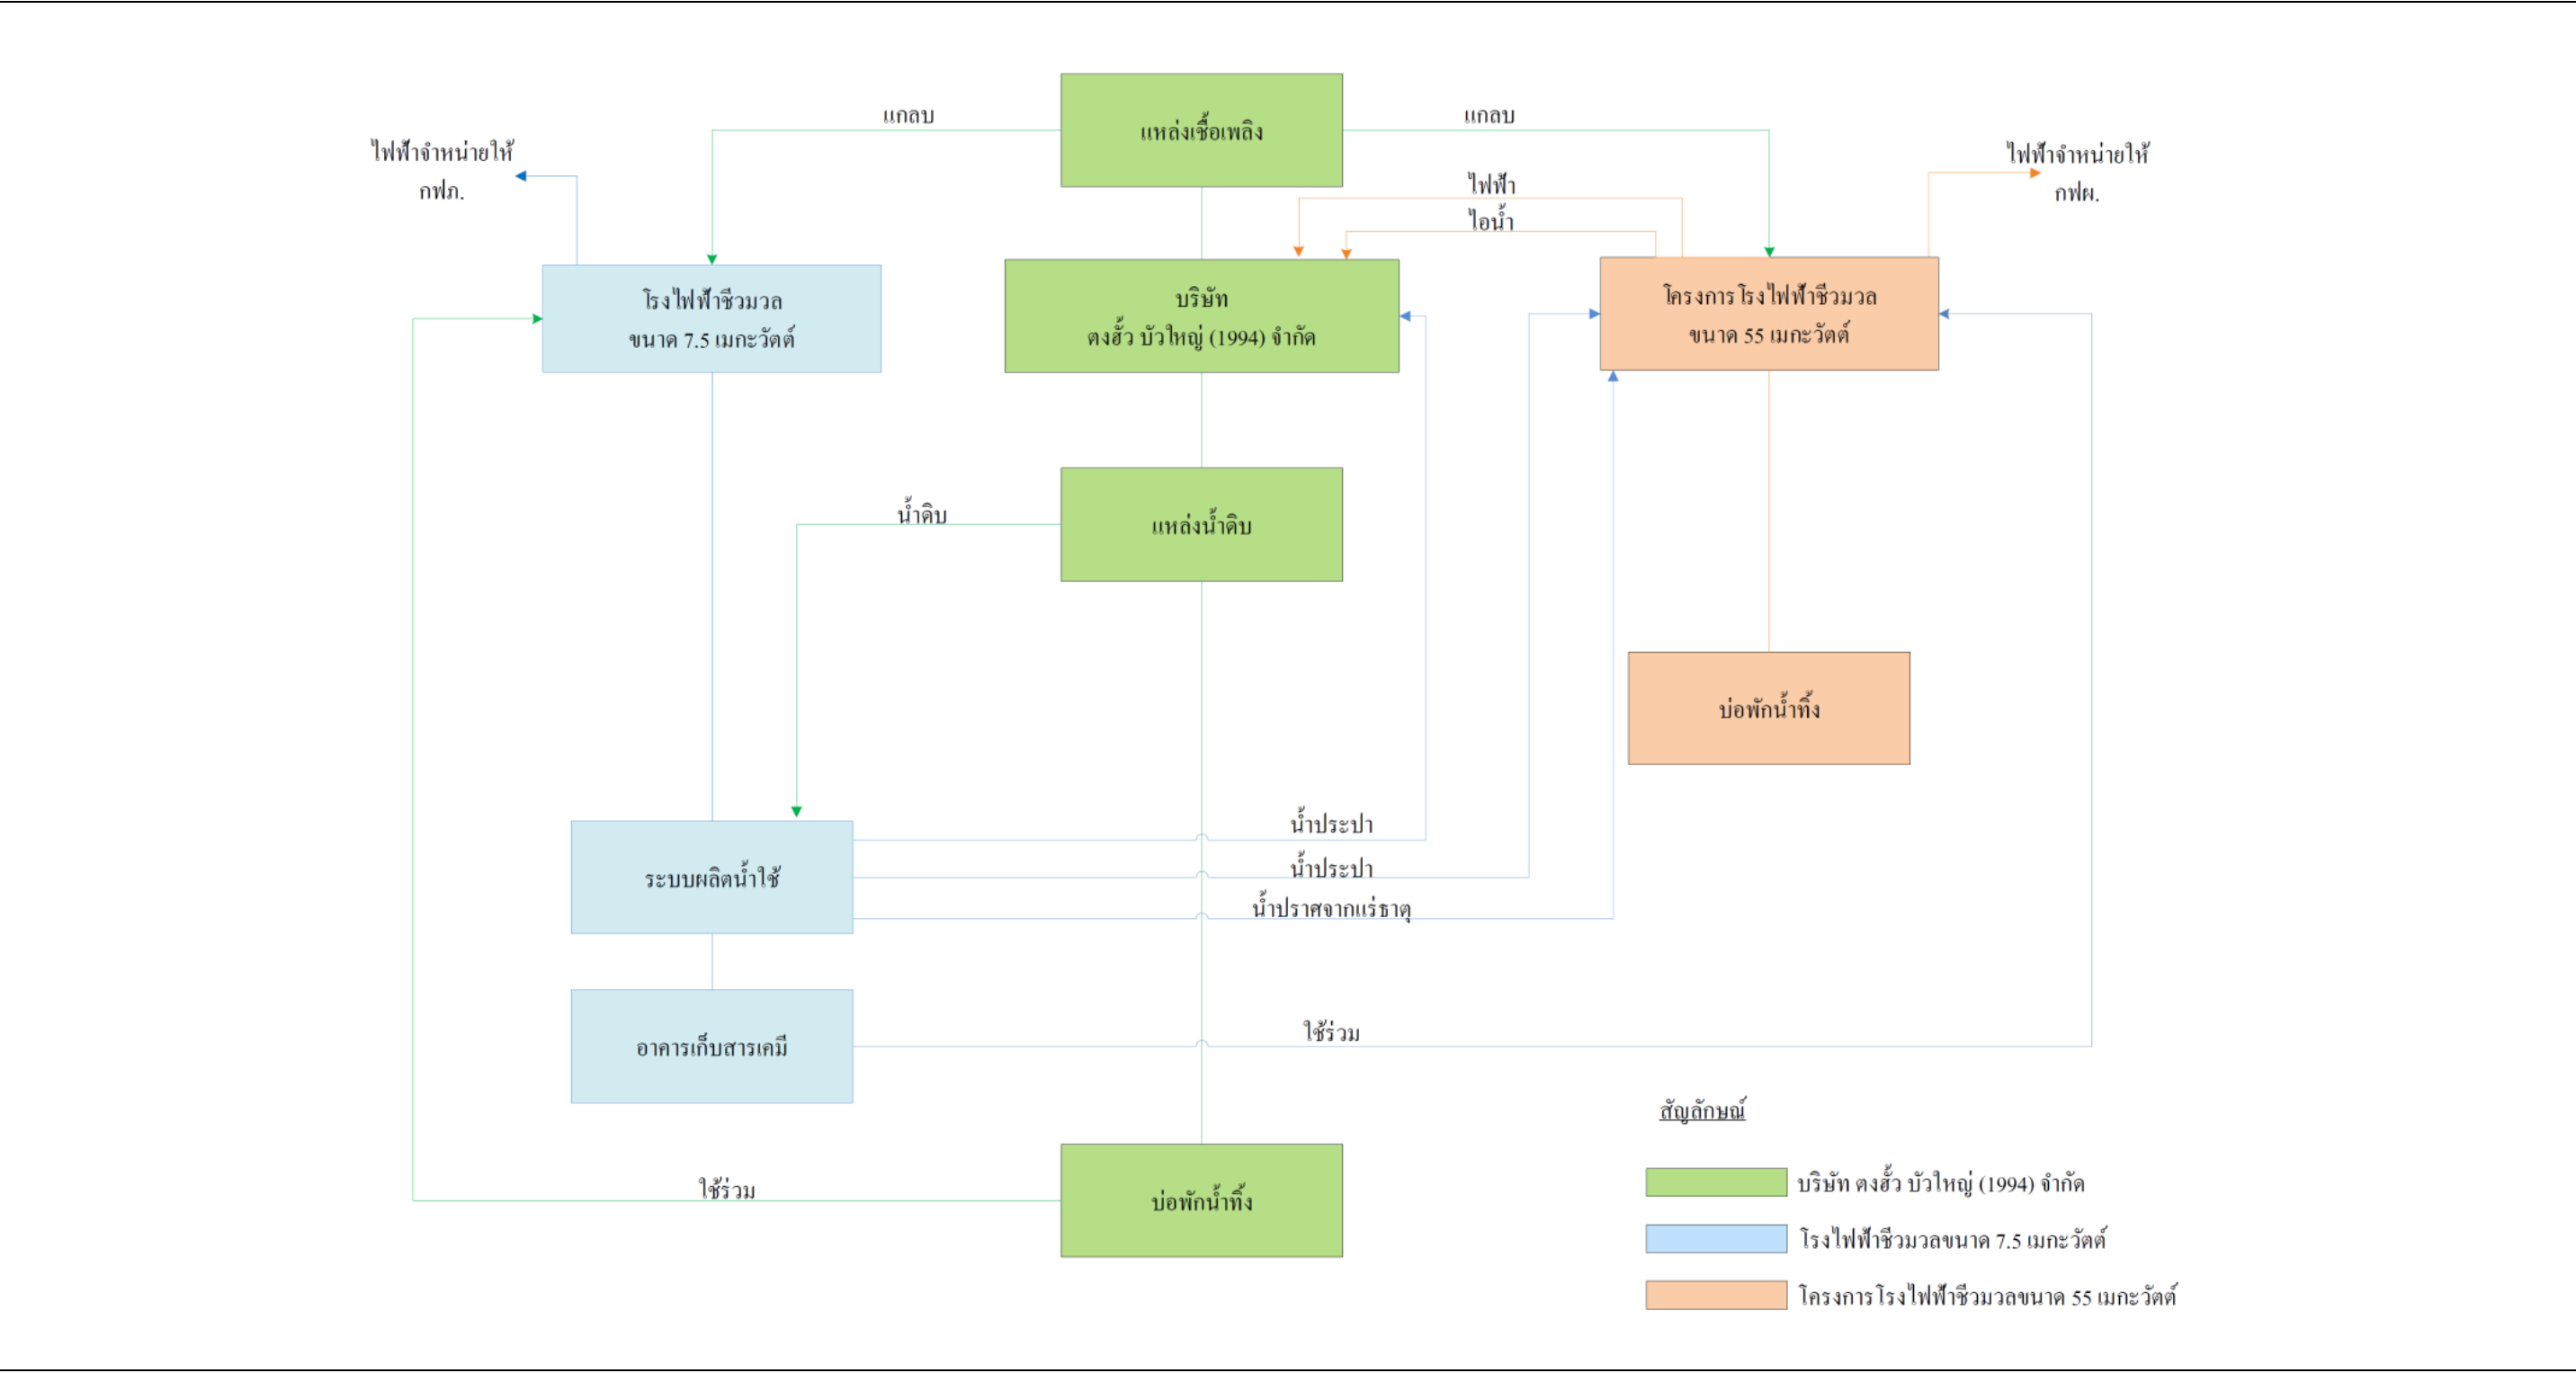 แหล่งเชื้อเพลิง
แกลบ
แกลบ
ไฟฟ้าจำหน่ายให้
กฟภ.
ไฟฟ้าจำหน่ายให้
กฟผ.
ไฟฟ้า
ไอน้ำ
โรงไฟฟ้าชีวมวล
ขนาด 7.5 เมกะวัตต์
บริษัท
ตงฮั้ว บัวใหญ่ (1994) จำกัด
โครงการโรงไฟฟ้าชีวมวล
ขนาด 55 เมกะวัตต์
น้ำดิบ
แหล่งน้ำดิบ
บ่อพักน้ำทิ้ง
ระบบผลิตน้ำใช้
น้ำประปา
น้ำประปา
น้ำปราศจากแร่ธาตุ
อาคารเก็บสารเคมี
ใช้ร่วม
ใช้ร่วม
บ่อพักน้ำทิ้ง
สัญลักษณ์
บริษัท ตงฮั้ว บัวใหญ่ (1994) จำกัด
โรงไฟฟ้าชีวมวลขนาด 7.5 เมกะวัตต์
โครงการโรงไฟฟ้าชีวมวลขนาด 55 เมกะวัตต์